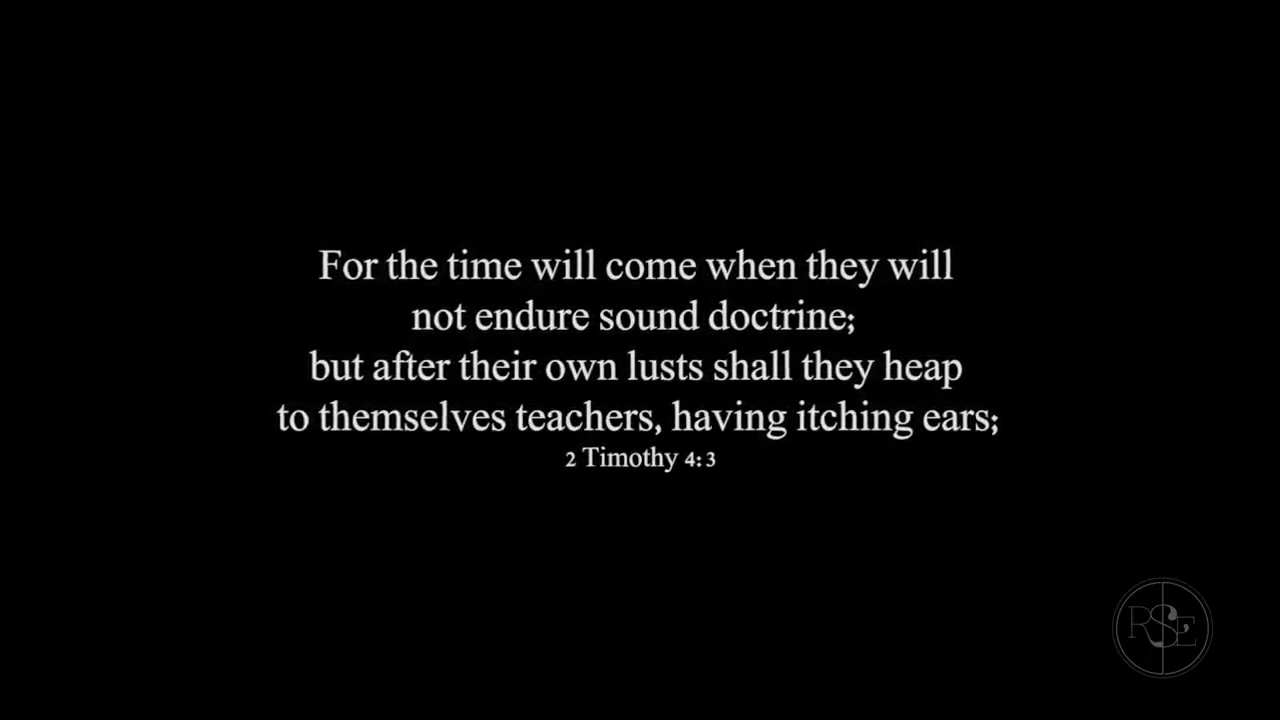 For the time will come when they will
not endure sound doctrine;
but after their own lusts shall they heap
to themselves teachers, having itching ears;
2 Timothy 4:3
RSE